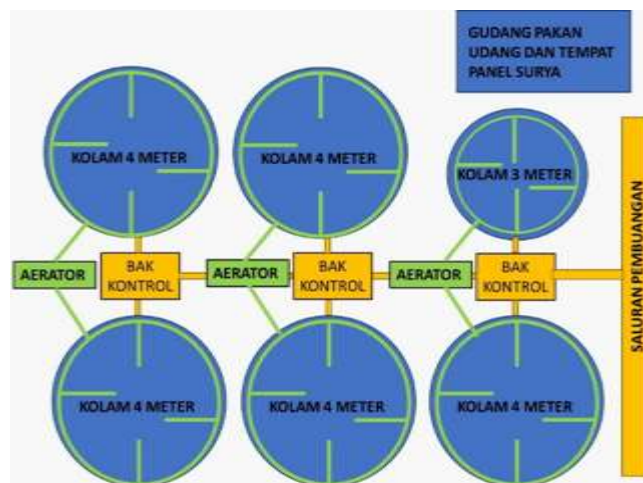 GUDANG PAKAN
UDANG DAN TEMPAT
PANEL SURYA
KOLAM 4 METER
KOLAM 4 METER
KOLAM 3 METER
AERATOR
BAK
KONTROL
AERATOR
BAK
KONTROL
AERATOR
BAK
KONTROL
SALURAN PEMBUANGAN
KOLAM 4 METER
KOLAM 4 METER
KOLAM 4 METER